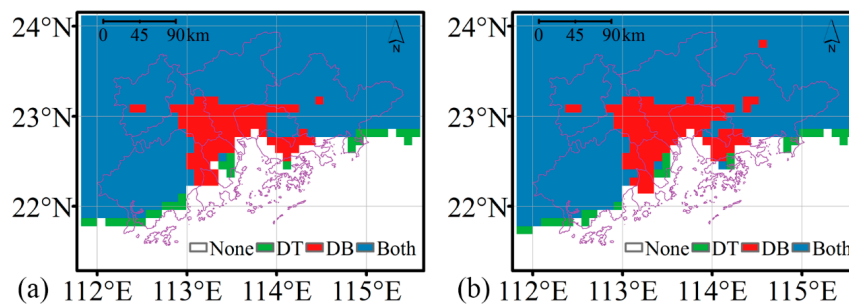 24°N
0 45 90 km
N
23°N
22°N
None DT DB Both
(a) 112°E 113°E 114°E 115°E
24°N
0 45 90 km
N
23°N
22°N
None DT DB Both
(b) 112°E 113°E 114°E 115°E